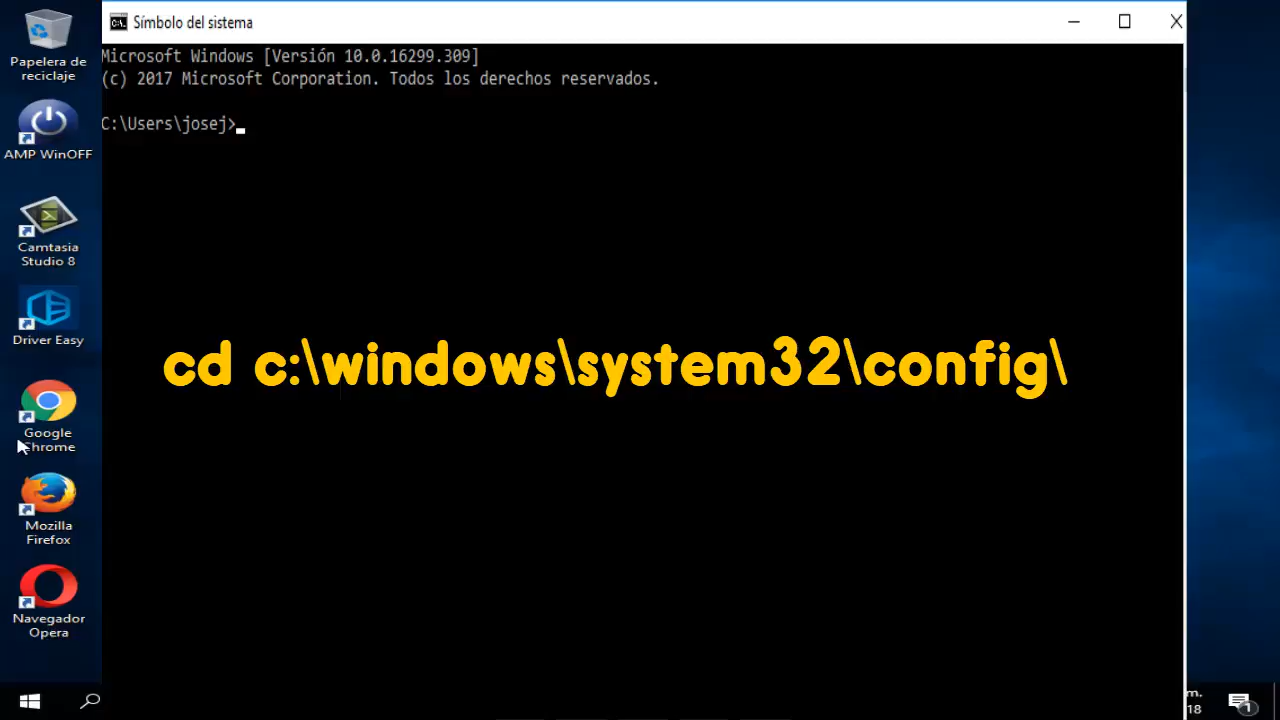 Papelera de
reciclaje
AMP WinOFF
Camtasia
Studio 8
Driver Easy
Google
Chrome
Mozilla
Firefox
Navegador
Opera
Símbolo del sistema
Microsoft Windows [Versión 10.0.16299.309]
(c) 2017 Microsoft Corporation. Todos los derechos reservados.
C:\Users\josej>
cd c:\windows\system32\config\
m.
18
1